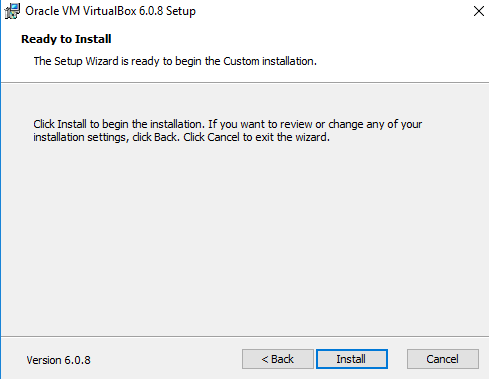 Oracle VM VirtualBox 6.0.8 Setup
Ready to Install
The Setup Wizard is ready to begin the Custom installation.
Click Install to begin the installation. If you want to review or change any of your
installation settings, click Back. Click Cancel to exit the wizard.
Version 6.0.8
< Back
Install
Cancel